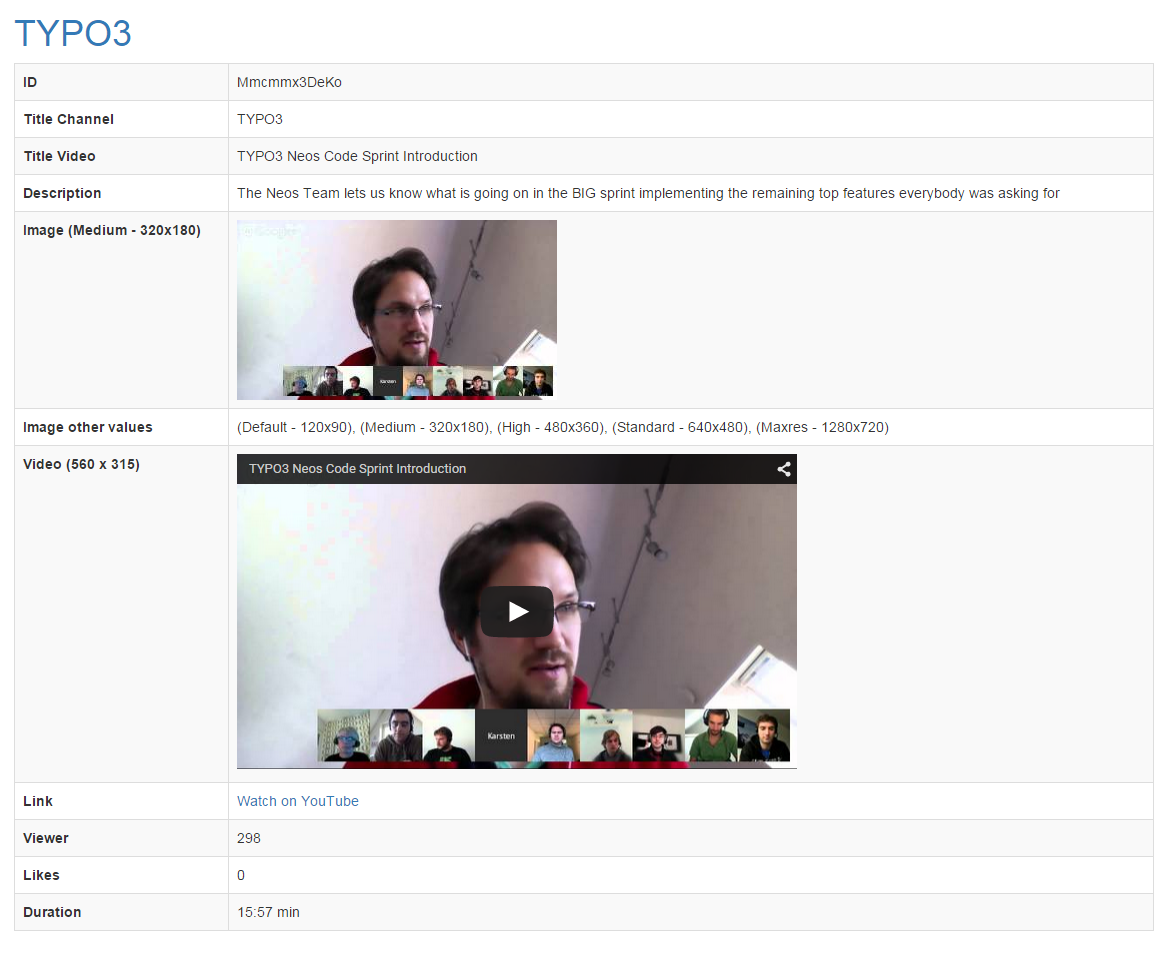 TYPO3
ID Mmcmmx3DeKo
Title Channel TYPO3
Title Video TYPO3 Neos Code Sprint Introduction
Description The Neos Team lets us know what is going on in the BIG sprint implementing the remaining top features everybody was asking for
Image (Medium - 320x180)
Karsten
Image other values (Default - 120x90), (Medium - 320x180), (High - 480x360), (Standard - 640x480), (Maxres - 1280x720)
Video (560 x 315)
TYPO3 Neos Code Sprint Introduction
Karsten
Link Watch on YouTube
Viewer 298
Likes 0
Duration 15:57 min